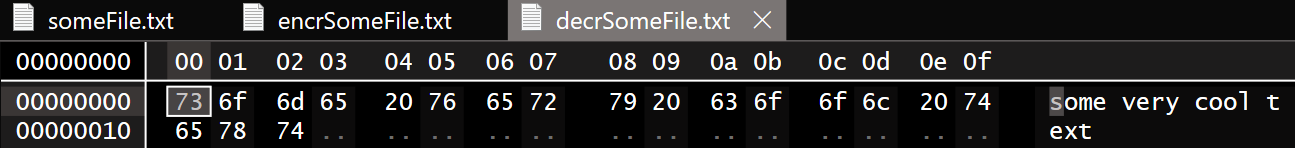 someFile.txt encrSomeFile.txt decrSomeFile.txt
00000000 00 01 02 03 04 05 06 07 08 09 0a 0b 0c 0d 0e 0f
00000000 73 6f 6d 65 20 76 65 72 79 20 63 6f 6f 6c 20 74 some very cool t
00000010 65 78 74 .. .. .. .. .. .. .. .. .. .. .. .. .. ext